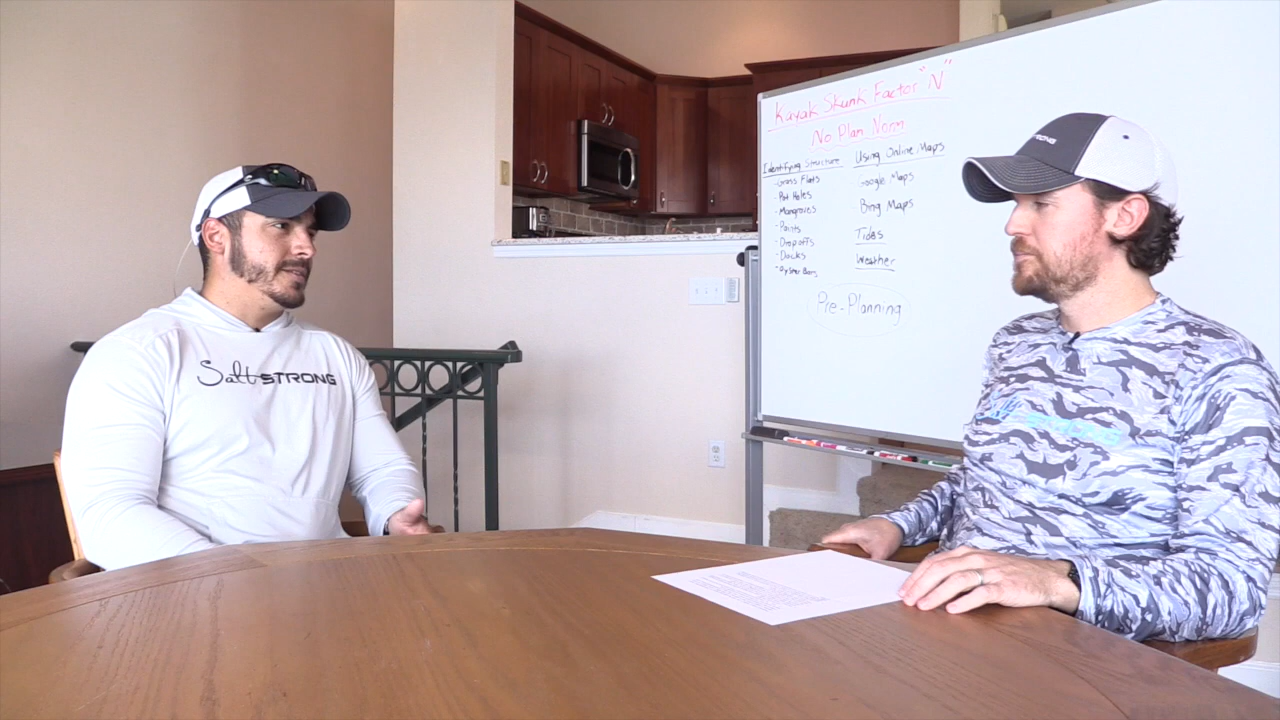 Kayak Skunk Factor "N"
No Plan Norm
Identifying Structure
- Grass Flats
- Pot Holes
- Mangroves
- Points
- Dropoffs
- Docks
- Oyster Bars
Using Online Maps
Google Maps
Bing Maps
Tides
Weather
Pre-Planning
Salt STRONG
STRONG